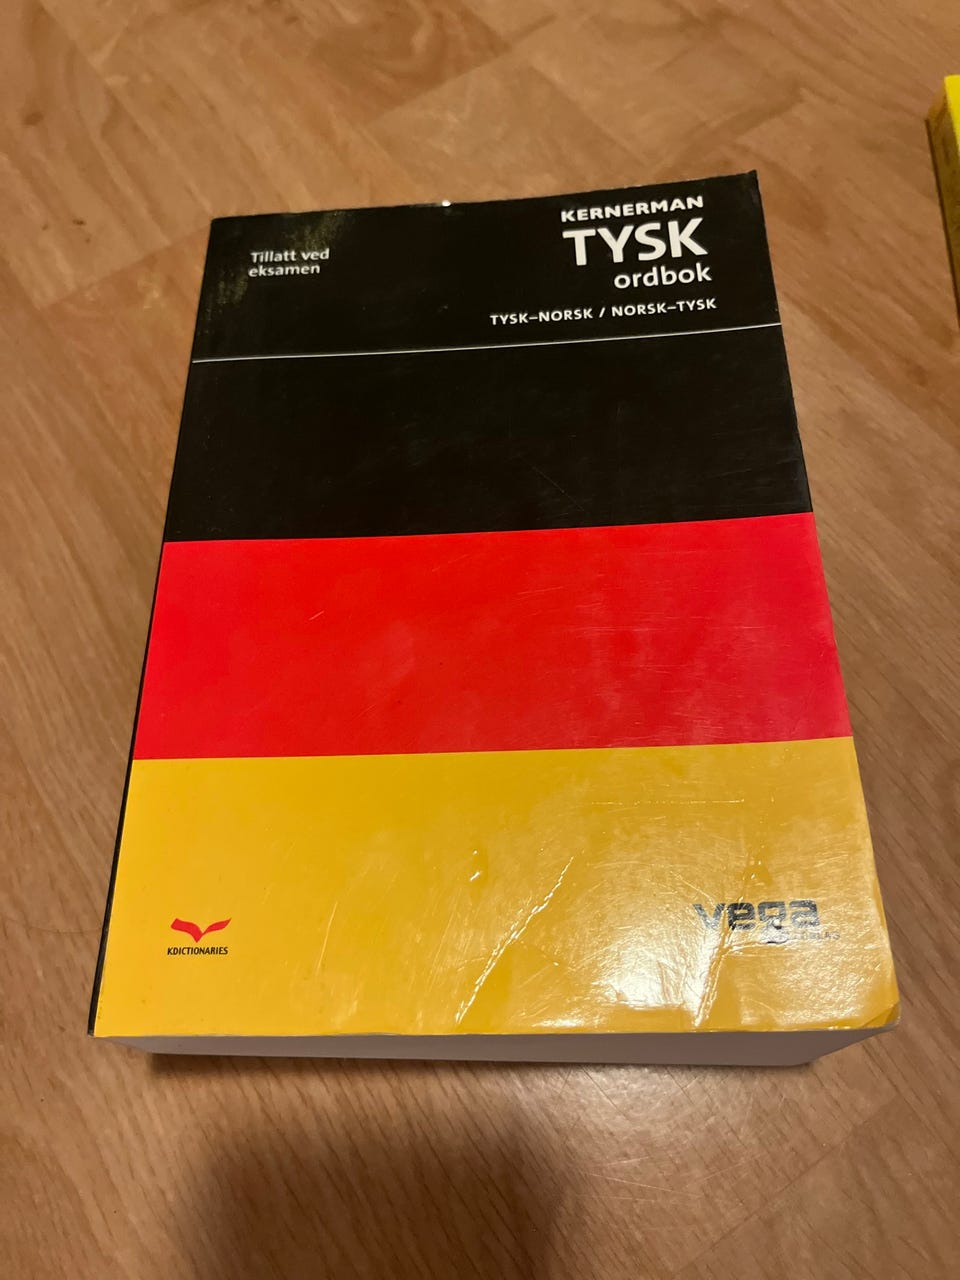 Tillatt ved
eksamen
KERNERMAN
TYSK
ordbok
TYSK–NORSK / NORSK–TYSK
KDICTIONARIES
vega